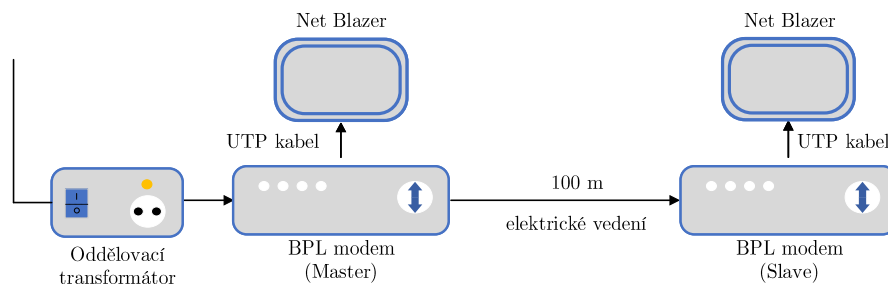 Net Blazer
Net Blazer
UTP kabel
UTP kabel
I
O
100 m
elektrické vedení
Oddělovací
transformátor
BPL modem
(Master)
BPL modem
(Slave)